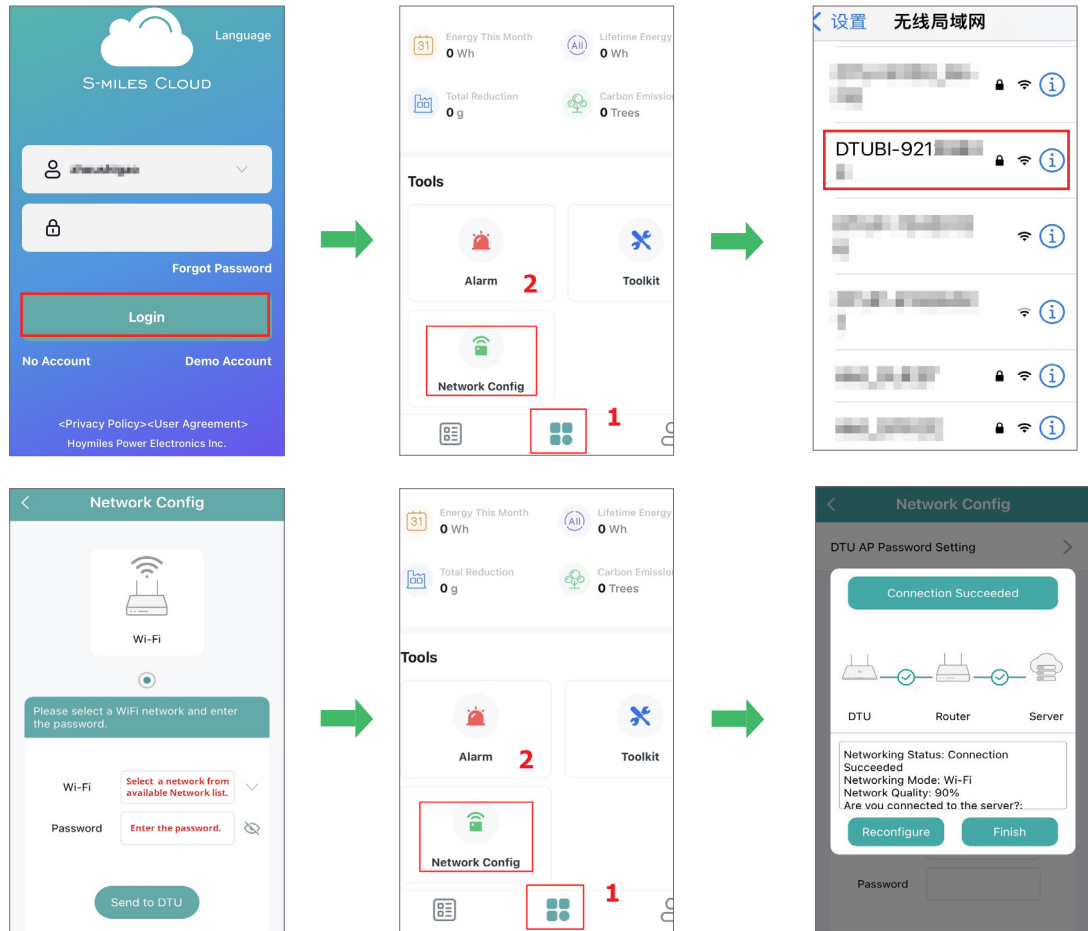 Language
S-MILES CLOUD
Forgot Password
Login
No Account
Demo Account
<Privacy Policy><User Agreement>
Hoymiles Power Electronics Inc.
31
Energy This Month
0 Wh
All
Lifetime Energy
0 Wh
Total Reduction
0 g
Carbon Emission
0 Trees
Tools
Alarm
2
Toolkit
Network Config
1
设置
无线局域网
DTUBI-921
Network Config
Wi-Fi
Please select a WiFi network and enter
the password.
Wi-Fi
Select a network from
available Network list.
Password
Enter the password.
Send to DTU
31
Energy This Month
0 Wh
All
Lifetime Energy
0 Wh
Total Reduction
0 g
Carbon Emission
0 Trees
Tools
Alarm
2
Toolkit
Network Config
1
Network Config
DTU AP Password Setting
Connection Succeeded
DTU
Router
Server
Networking Status: Connection
Succeeded
Networking Mode: Wi-Fi
Network Quality: 90%
Are you connected to the server?:
Reconfigure
Finish
Password